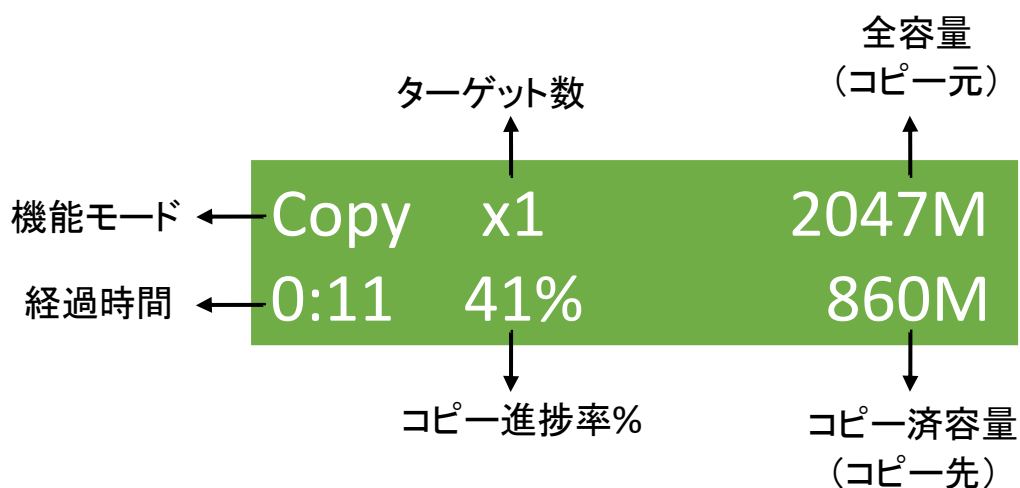 全容量
（コピー元）
ターゲット数
機能モード
Copy x1 2047M
経過時間
0:11 41% 860M
コピー進捗率%
コピー済容量
（コピー先）